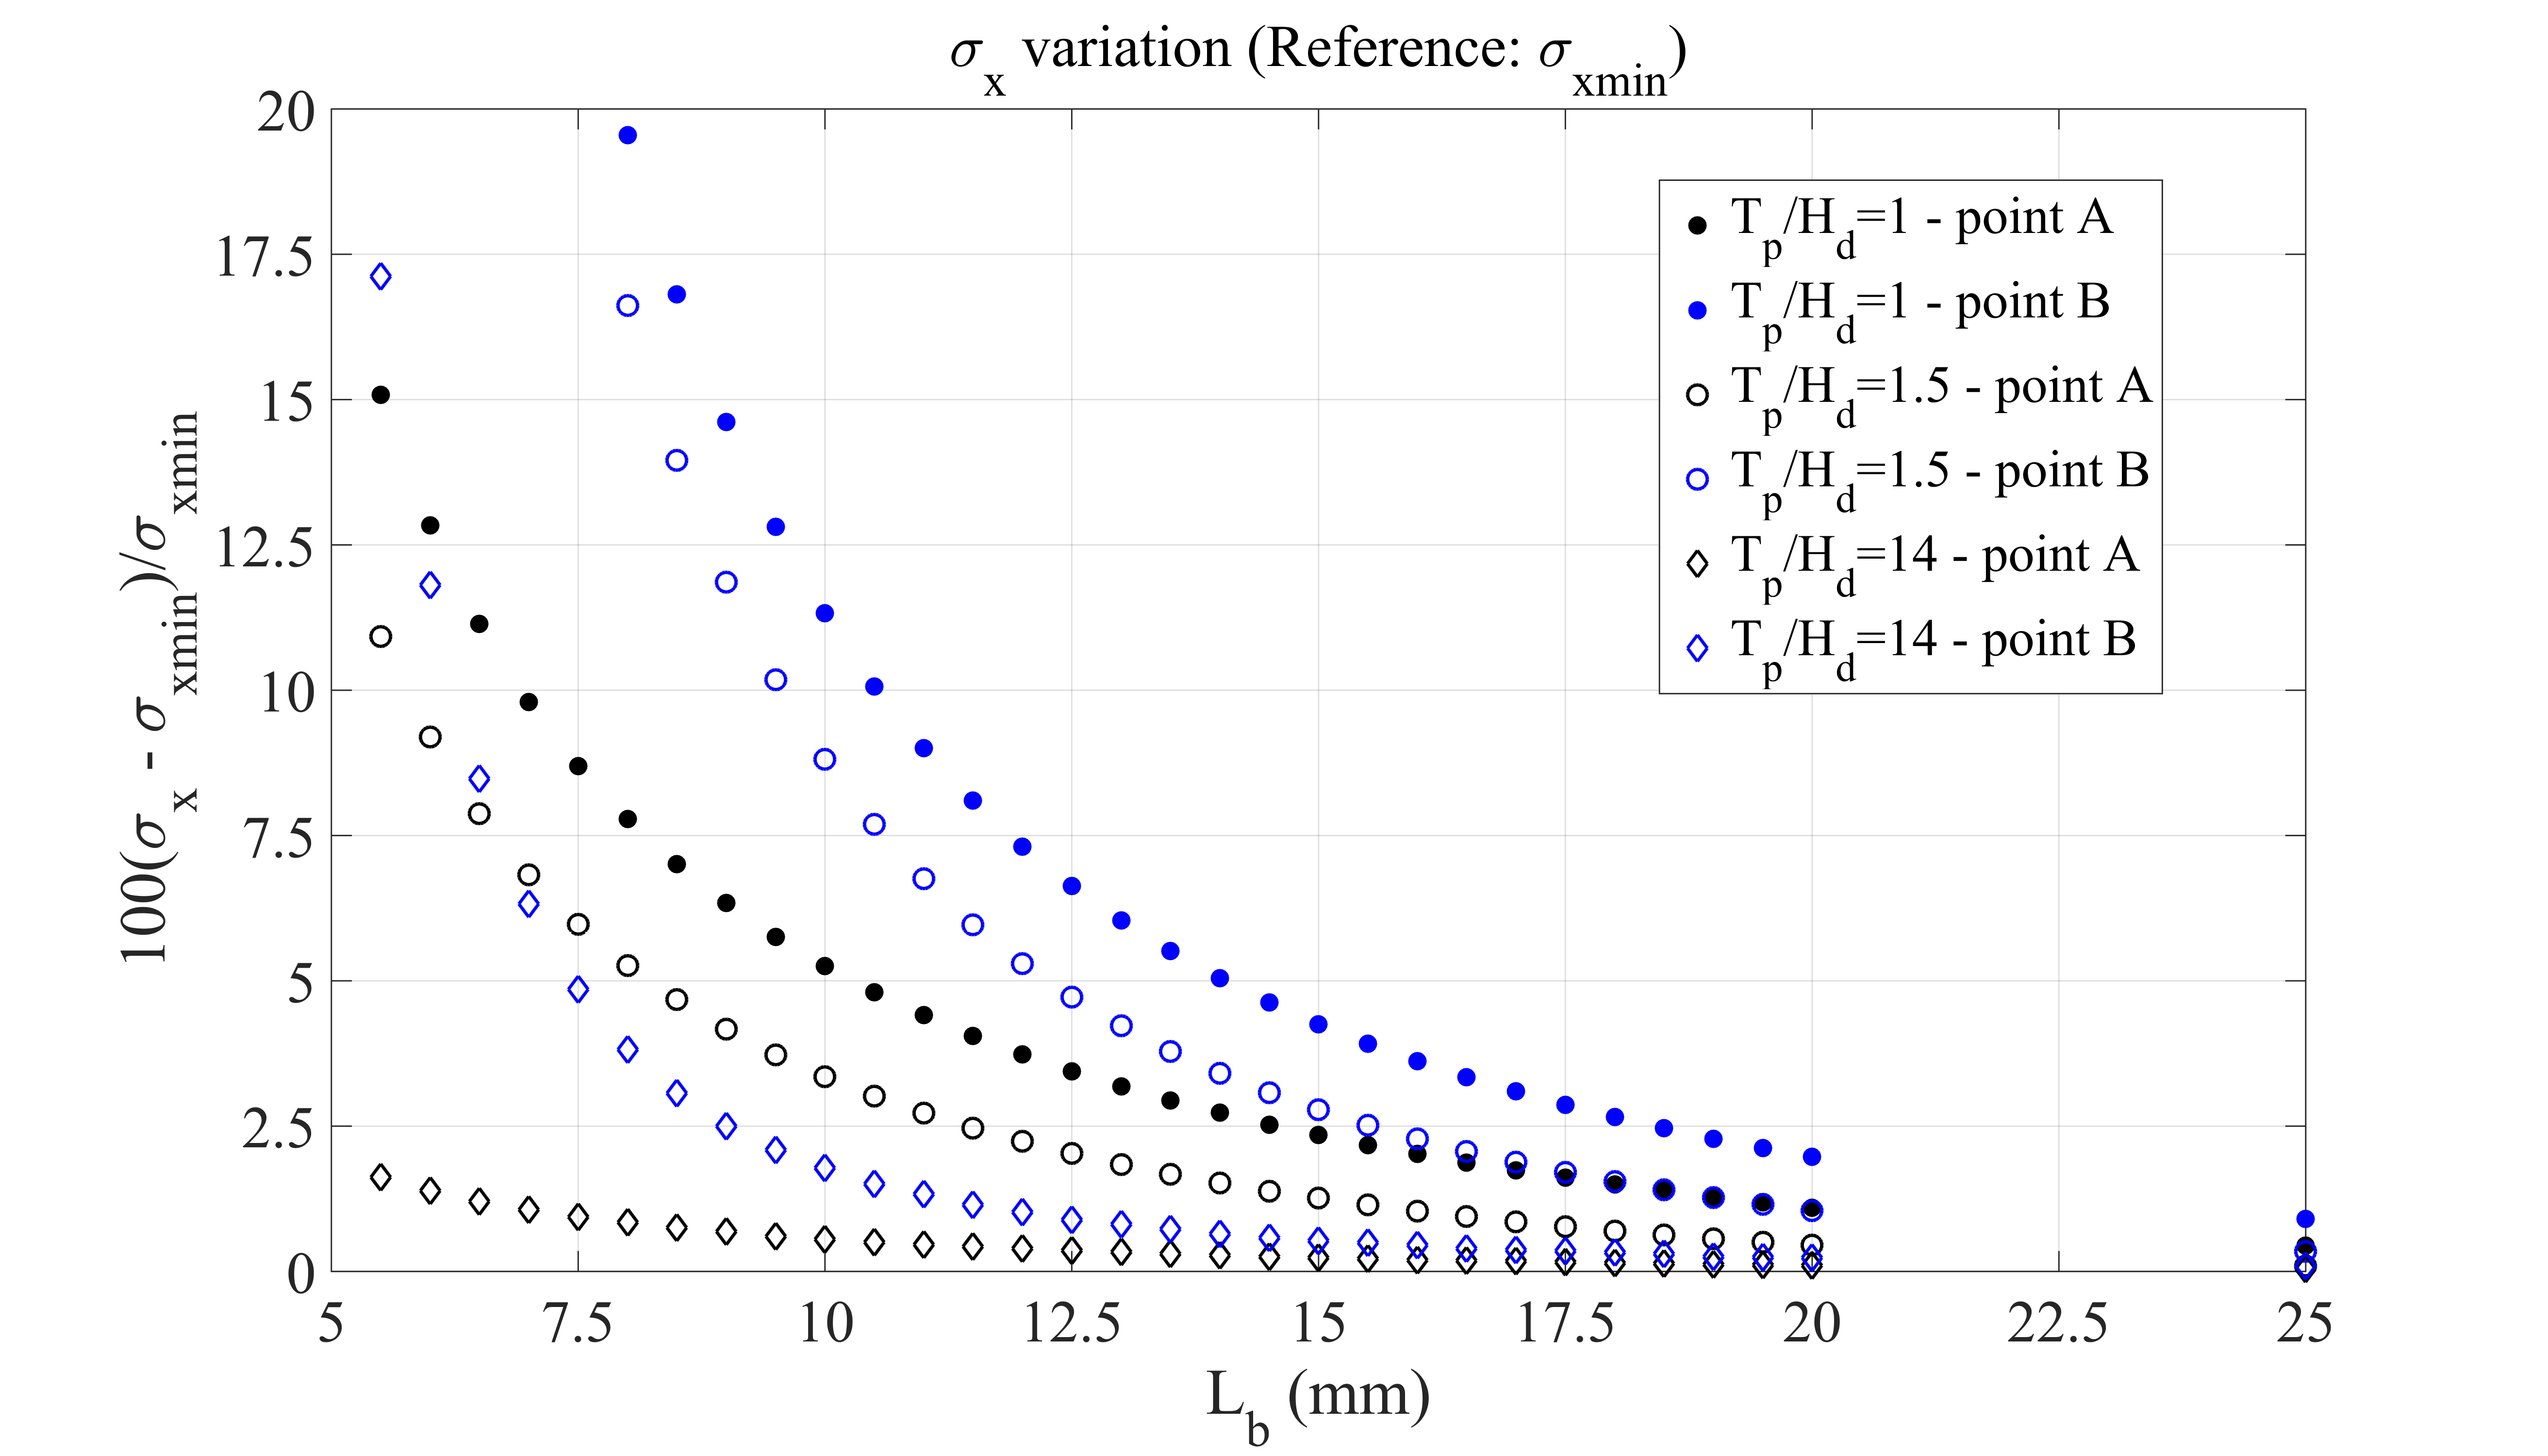 σx variation (Reference: σxmin)
100(σx - σxmin)/σxmin
20
17.5
15
12.5
10
7.5
5
2.5
0
Tp/Hd=1 - point A
Tp/Hd=1 - point B
Tp/Hd=1.5 - point A
Tp/Hd=1.5 - point B
Tp/Hd=14 - point A
Tp/Hd=14 - point B
5 7.5 10 12.5 15 17.5 20 22.5 25
Lb (mm)